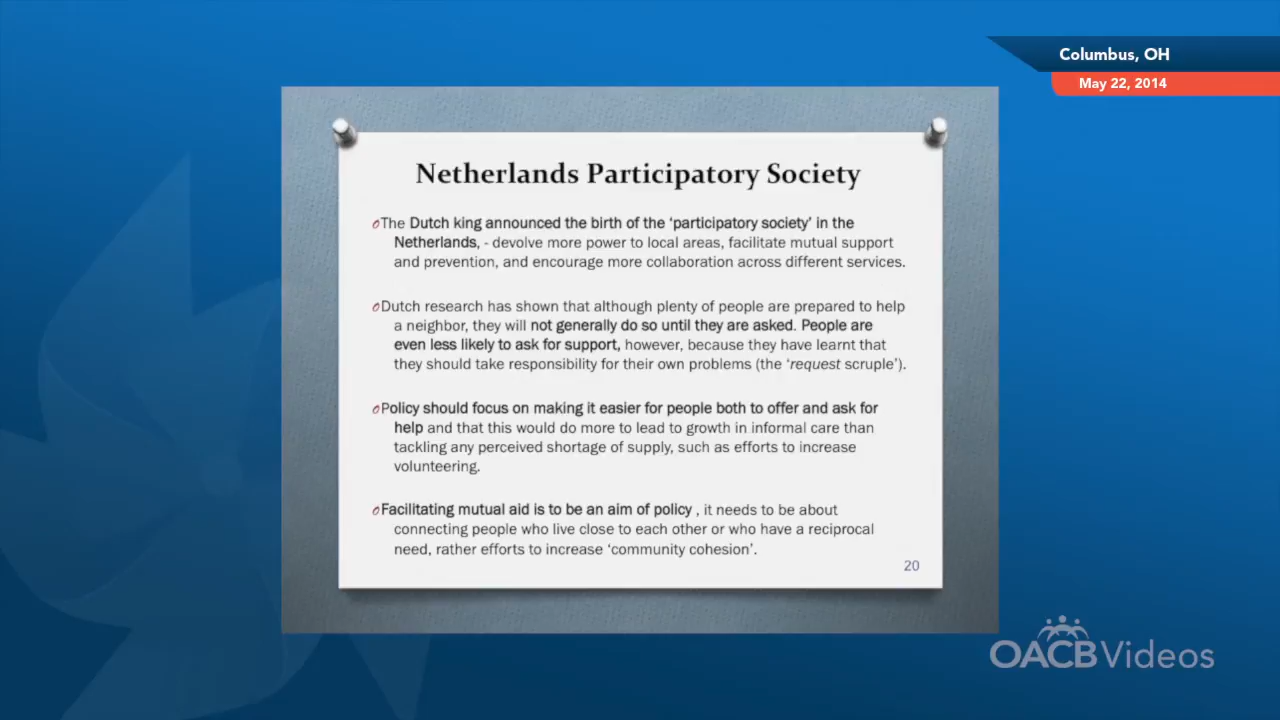 Columbus, OH
May 22, 2014
Netherlands Participatory Society
The Dutch king announced the birth of the ‘participatory society’ in the
Netherlands, - devolve more power to local areas, facilitate mutual support
and prevention, and encourage more collaboration across different services.
Dutch research has shown that although plenty of people are prepared to help
a neighbor, they will not generally do so until they are asked. People are
even less likely to ask for support, however, because they have learnt that
they should take responsibility for their own problems (the ‘request scruple’).
Policy should focus on making it easier for people both to offer and ask for
help and that this would do more to lead to growth in informal care than
tackling any perceived shortage of supply, such as efforts to increase
volunteering.
Facilitating mutual aid is to be an aim of policy , it needs to be about
connecting people who live close to each other or who have a reciprocal
need, rather efforts to increase ‘community cohesion’.
20
OACB Videos